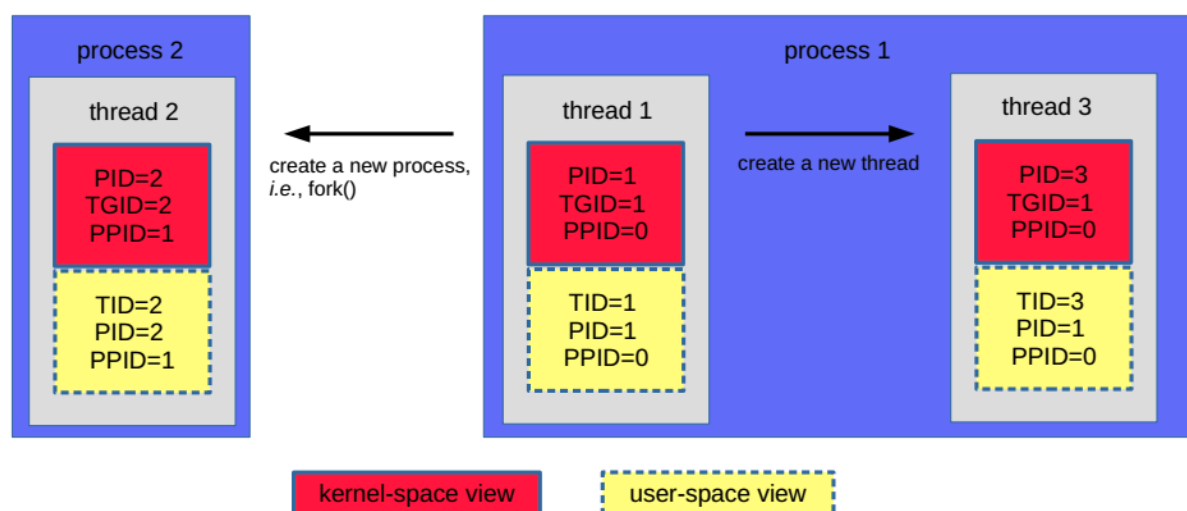 process 2
thread 2
PID=2
TGID=2
PPID=1
TID=2
PID=2
PPID=1
create a new process,
i.e., fork()
process 1
thread 1
PID=1
TGID=1
PPID=0
TID=1
PID=1
PPID=0
create a new thread
thread 3
PID=3
TGID=1
PPID=0
TID=3
PID=1
PPID=0
kernel-space view
user-space view